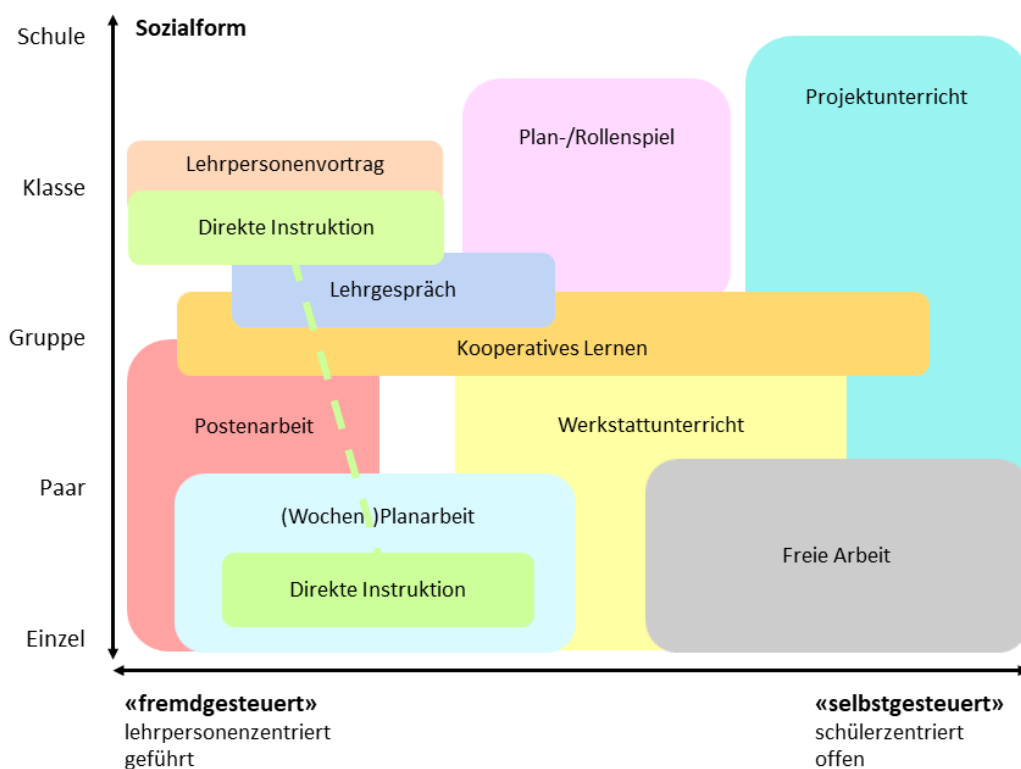 Schule
Sozialform
Projektunterricht
Plan-/Rollenspiel
Lehrpersonenvortrag
Klasse
Direkte Instruktion
Lehrgespräch
Gruppe
Kooperatives Lernen
Postenarbeit
Werkstattunterricht
Paar
(Wochen )Planarbeit
Freie Arbeit
Direkte Instruktion
Einzel
«fremdgesteuert»
lehrpersonenzentriert
geführt
«selbstgesteuert»
schülerzentriert
offen